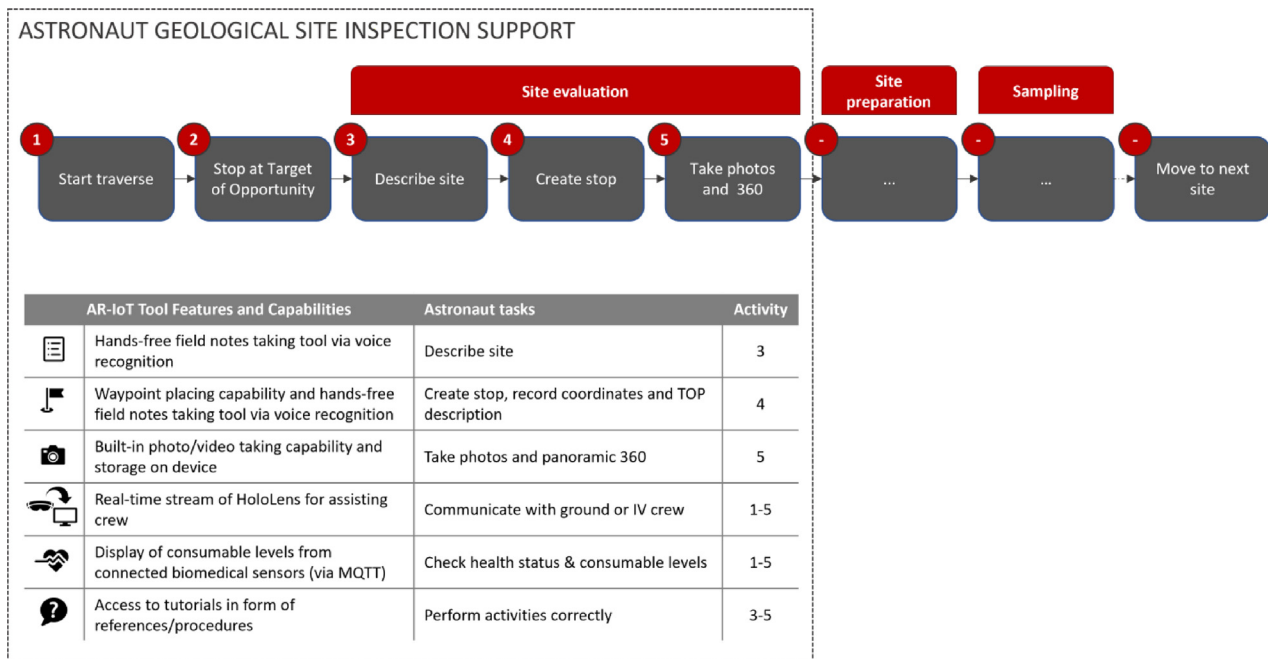 ASTRONAUT GEOLOGICAL SITE INSPECTION SUPPORT
Site evaluation
Site
preparation
Sampling
1
Start traverse
2
Stop at Target
of Opportunity
3
Describe site
4
Create stop
5
Take photos
and 360
-
...
-
...
-
Move to next
site
AR-IoT Tool Features and Capabilities
Astronaut tasks
Activity
Hands-free field notes taking tool via voice
recognition
Describe site
3
Waypoint placing capability and hands-free
field notes taking tool via voice recognition
Create stop, record coordinates and TOP
description
4
Built-in photo/video taking capability and
storage on device
Take photos and panoramic 360
5
Real-time stream of HoloLens for assisting
crew
Communicate with ground or IV crew
1-5
Display of consumable levels from
connected biomedical sensors (via MQTT)
Check health status & consumable levels
1-5
?
Access to tutorials in form of
references/procedures
Perform activities correctly
3-5